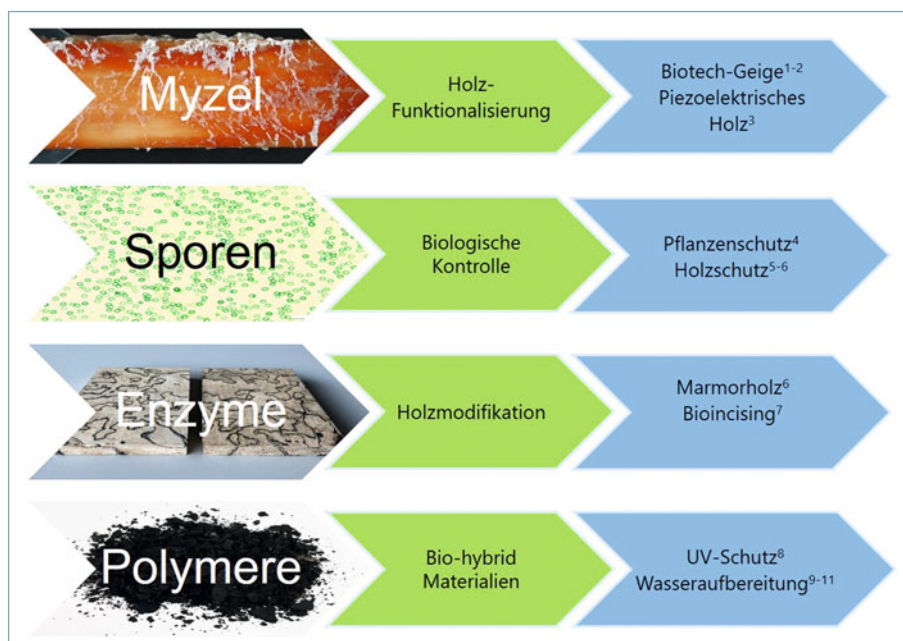 Myzel
Holz-
Funktionalisierung
Biotech-Geige¹⁻²
Piezoelektrisches
Holz³
Sporen
Biologische
Kontrolle
Pflanzenschutz⁴
Holzschutz⁵⁻⁶
Enzyme
Holzmodifikation
Marmorholz⁶
Bioincising⁷
Polymere
Bio-hybrid
Materialien
UV-Schutz⁸
Wasseraufbereitung⁹⁻¹¹